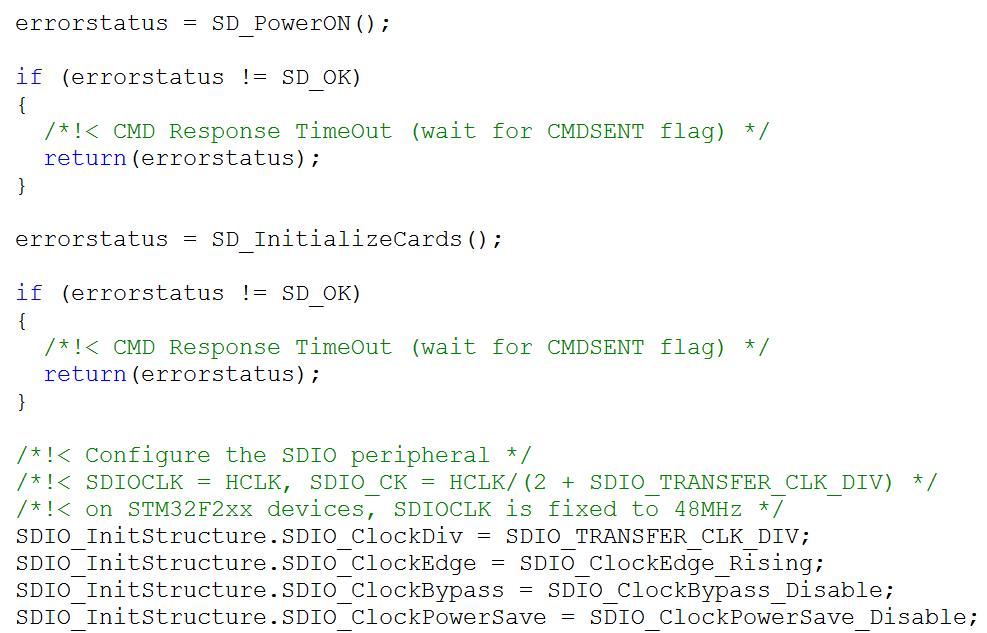 errorstatus = SD_PowerON();
if (errorstatus != SD_OK)
{
/*!< CMD Response TimeOut (wait for CMDSENT flag) */
return(errorstatus);
}
errorstatus = SD_InitializeCards();
if (errorstatus != SD_OK)
{
/*!< CMD Response TimeOut (wait for CMDSENT flag) */
return(errorstatus);
}
/*!< Configure the SDIO peripheral */
/*!< SDIOCLK = HCLK, SDIO_CK = HCLK/(2 + SDIO_TRANSFER_CLK_DIV) */
/*!< on STM32F2xx devices, SDIOCLK is fixed to 48MHz */
SDIO_InitStructure.SDIO_ClockDiv = SDIO_TRANSFER_CLK_DIV;
SDIO_InitStructure.SDIO_ClockEdge = SDIO_ClockEdge_Rising;
SDIO_InitStructure.SDIO_ClockBypass = SDIO_ClockBypass_Disable;
SDIO_InitStructure.SDIO_ClockPowerSave = SDIO_ClockPowerSave_Disable;